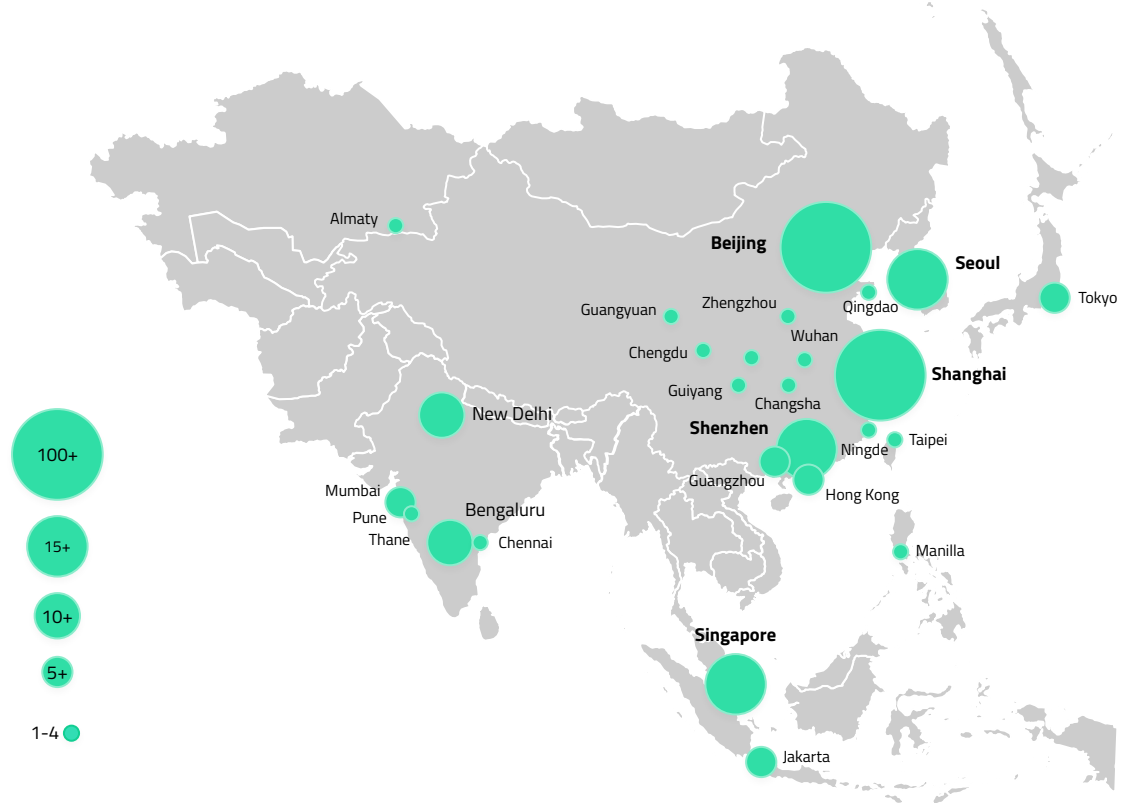 Almaty
Beijing
Seoul
Tokyo
Guangyuan
Zhengzhou
Qingdao
Wuhan
Chengdu
Shanghai
Guiyang
Changsha
New Delhi
Shenzhen
Ningde
Taipei
100+
Guangzhou
Hong Kong
Mumbai
Pune
Thane
Bengaluru
Chennai
15+
Manilla
10+
Singapore
5+
1-4
Jakarta